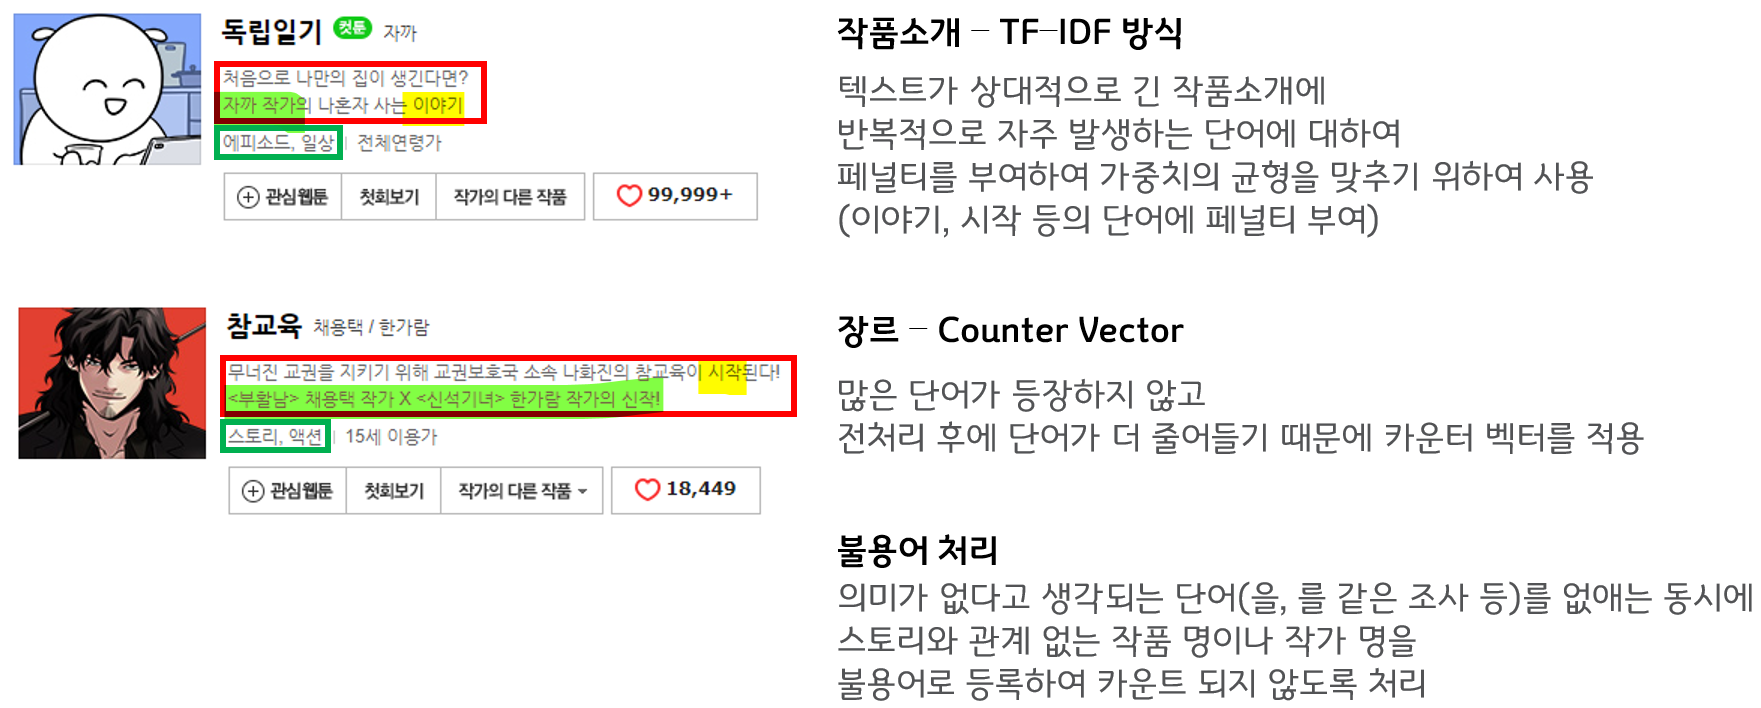 독립일기 컷툰 자까
처음으로 나만의 집이 생긴다면?
자까 작가의 나혼자 사는 이야기
에피소드, 일상 | 전체연령가
관심웹툰 첫회보기 작가의 다른 작품 99,999+
참교육 채용택 / 한가람
무너진 교권을 지키기 위해 교권보호국 소속 나화진의 참교육이 시작된다!
<부활남> 채용택 작가 X <신석기녀> 한가람 작가의 신작!
스토리, 액션 | 15세 이용가
관심웹툰 첫회보기 작가의 다른 작품 18,449
작품소개 - TF-IDF 방식
텍스트가 상대적으로 긴 작품소개에
반복적으로 자주 발생하는 단어에 대하여
페널티를 부여하여 가중치의 균형을 맞추기 위하여 사용
(이야기, 시작 등의 단어에 페널티 부여)
장르 - Counter Vector
많은 단어가 등장하지 않고
전처리 후에 단어가 더 줄어들기 때문에 카운터 벡터를 적용
불용어 처리
의미가 없다고 생각되는 단어(을, 를 같은 조사 등)를 없애는 동시에
스토리와 관계 없는 작품 명이나 작가 명을
불용어로 등록하여 카운트 되지 않도록 처리